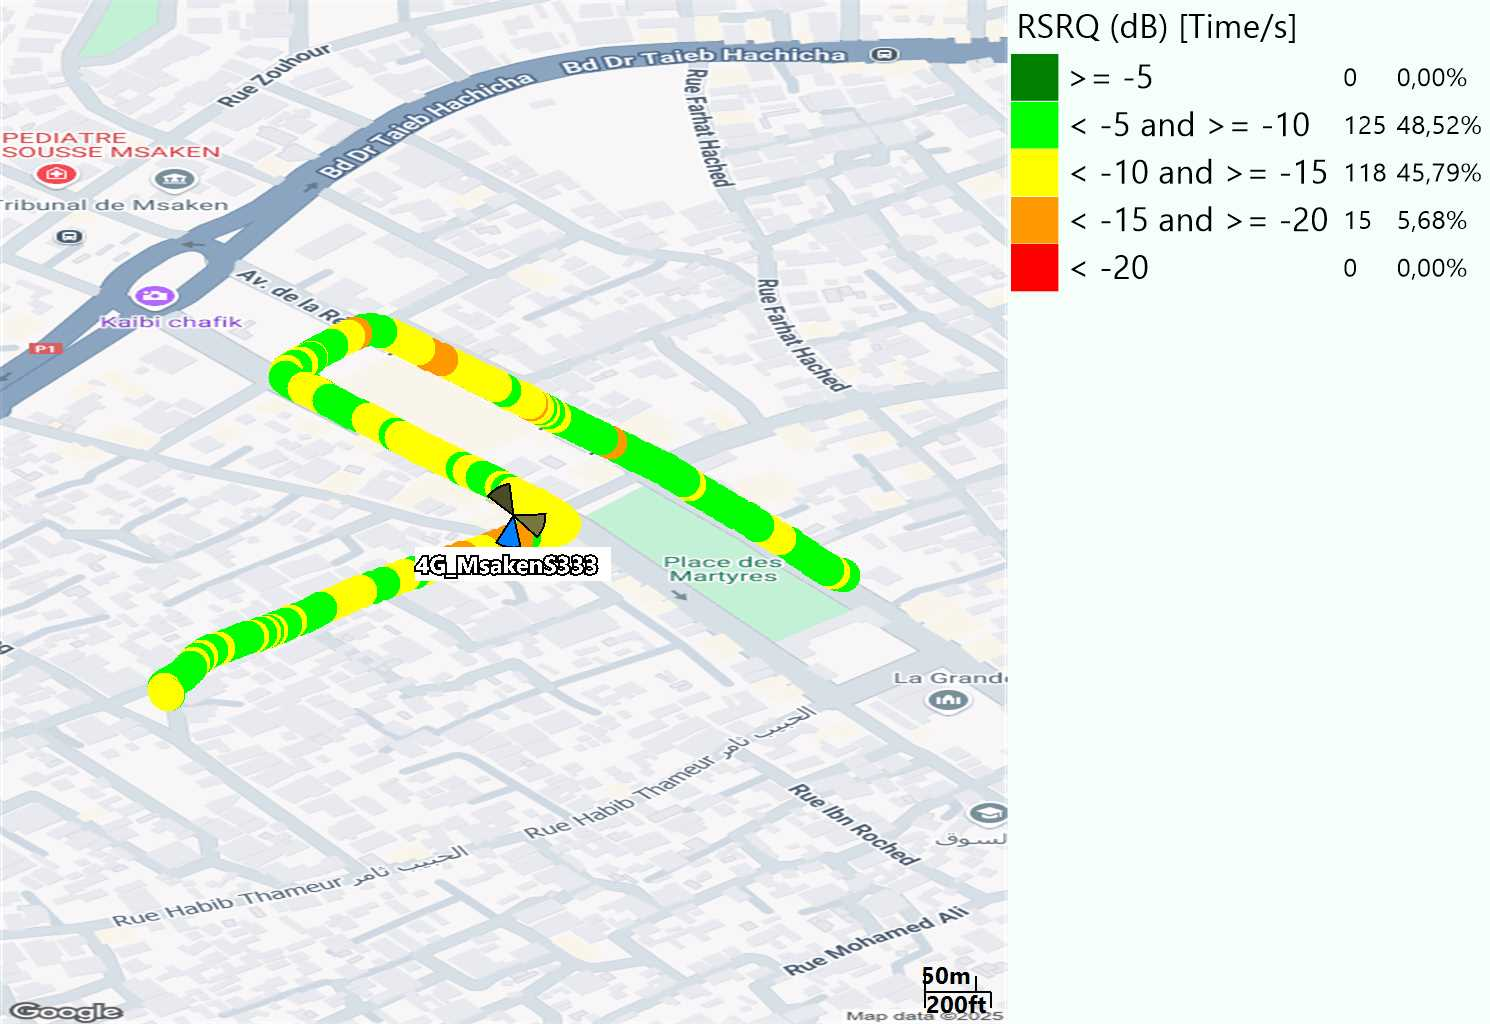 RSRQ (dB) [Time/s]
>= -5 0 0,00%
< -5 and >= -10 125 48,52%
< -10 and >= -15 118 45,79%
< -15 and >= -20 15 5,68%
< -20 0 0,00%
Rue Zouhour
Bd Dr Taieb Hachicha
Bd Dr Taieb Hachicha
Rue Farhat Hached
PEDIATRE
SOUSSE MSAKEN
Tribunal de Msaken
Kaibi chafik
P1
Av. de la Re
Rue Farhat Hached
4G_MsakenS333
Place des
Martyres
La Grande
Rue Habib Thameur الحبيب ثامر
Rue Ibn Roched
السوق
Rue Habib Thameur الحبيب ثامر
Rue Mohamed Ali
50m
200ft
Google
Map data ©2025